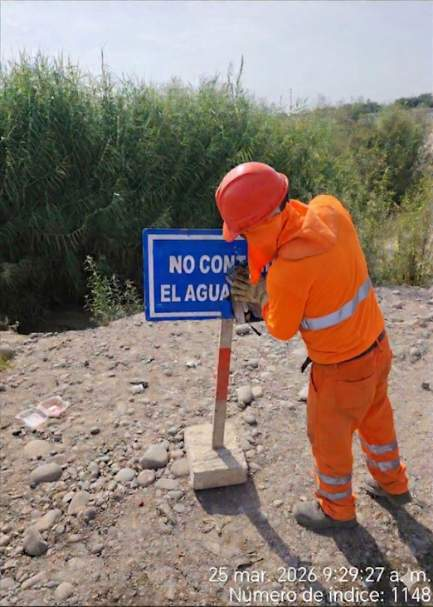 NO CONT
EL AGUA
25 mar. 2026 9:29:27 a. m.
Número de índice: 1148